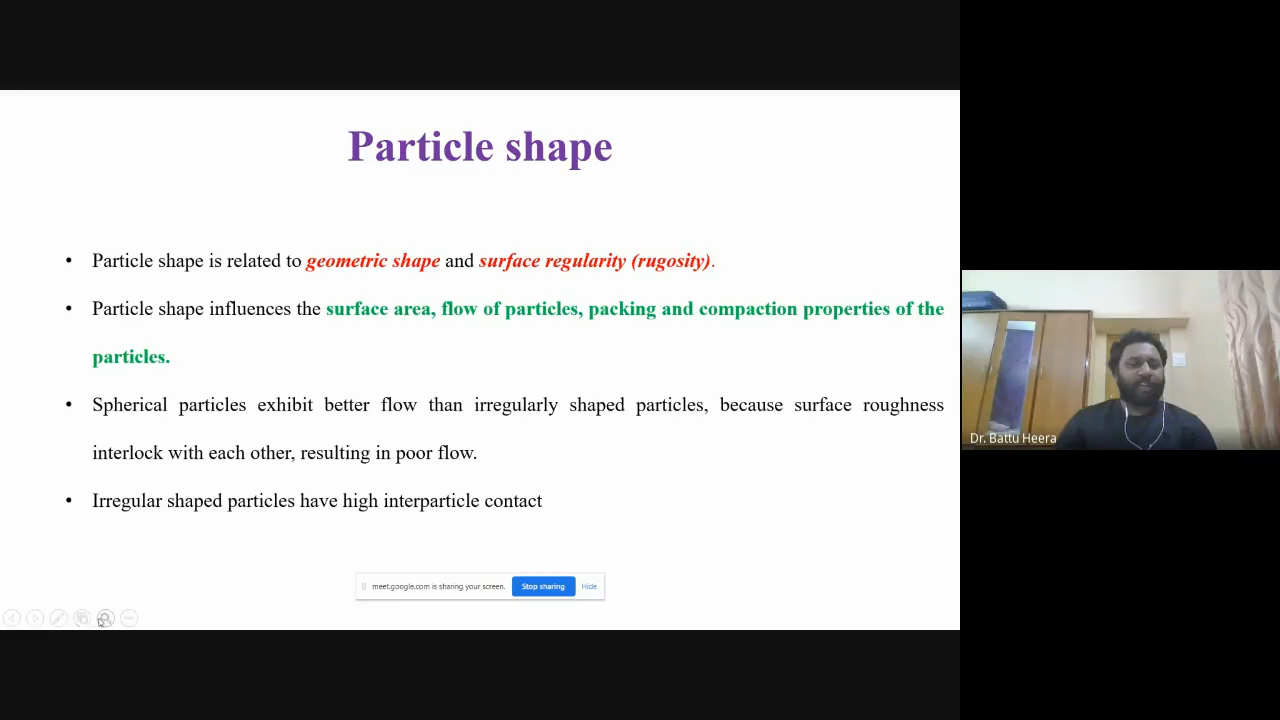 Particle shape
• Particle shape is related to geometric shape and surface regularity (rugosity).
• Particle shape influences the surface area, flow of particles, packing and compaction properties of the
particles.
• Spherical particles exhibit better flow than irregularly shaped particles, because surface roughness
interlock with each other, resulting in poor flow.
• Irregular shaped particles have high interparticle contact
meet.google.com is sharing your screen. Stop sharing Hide
Dr. Battu Heera